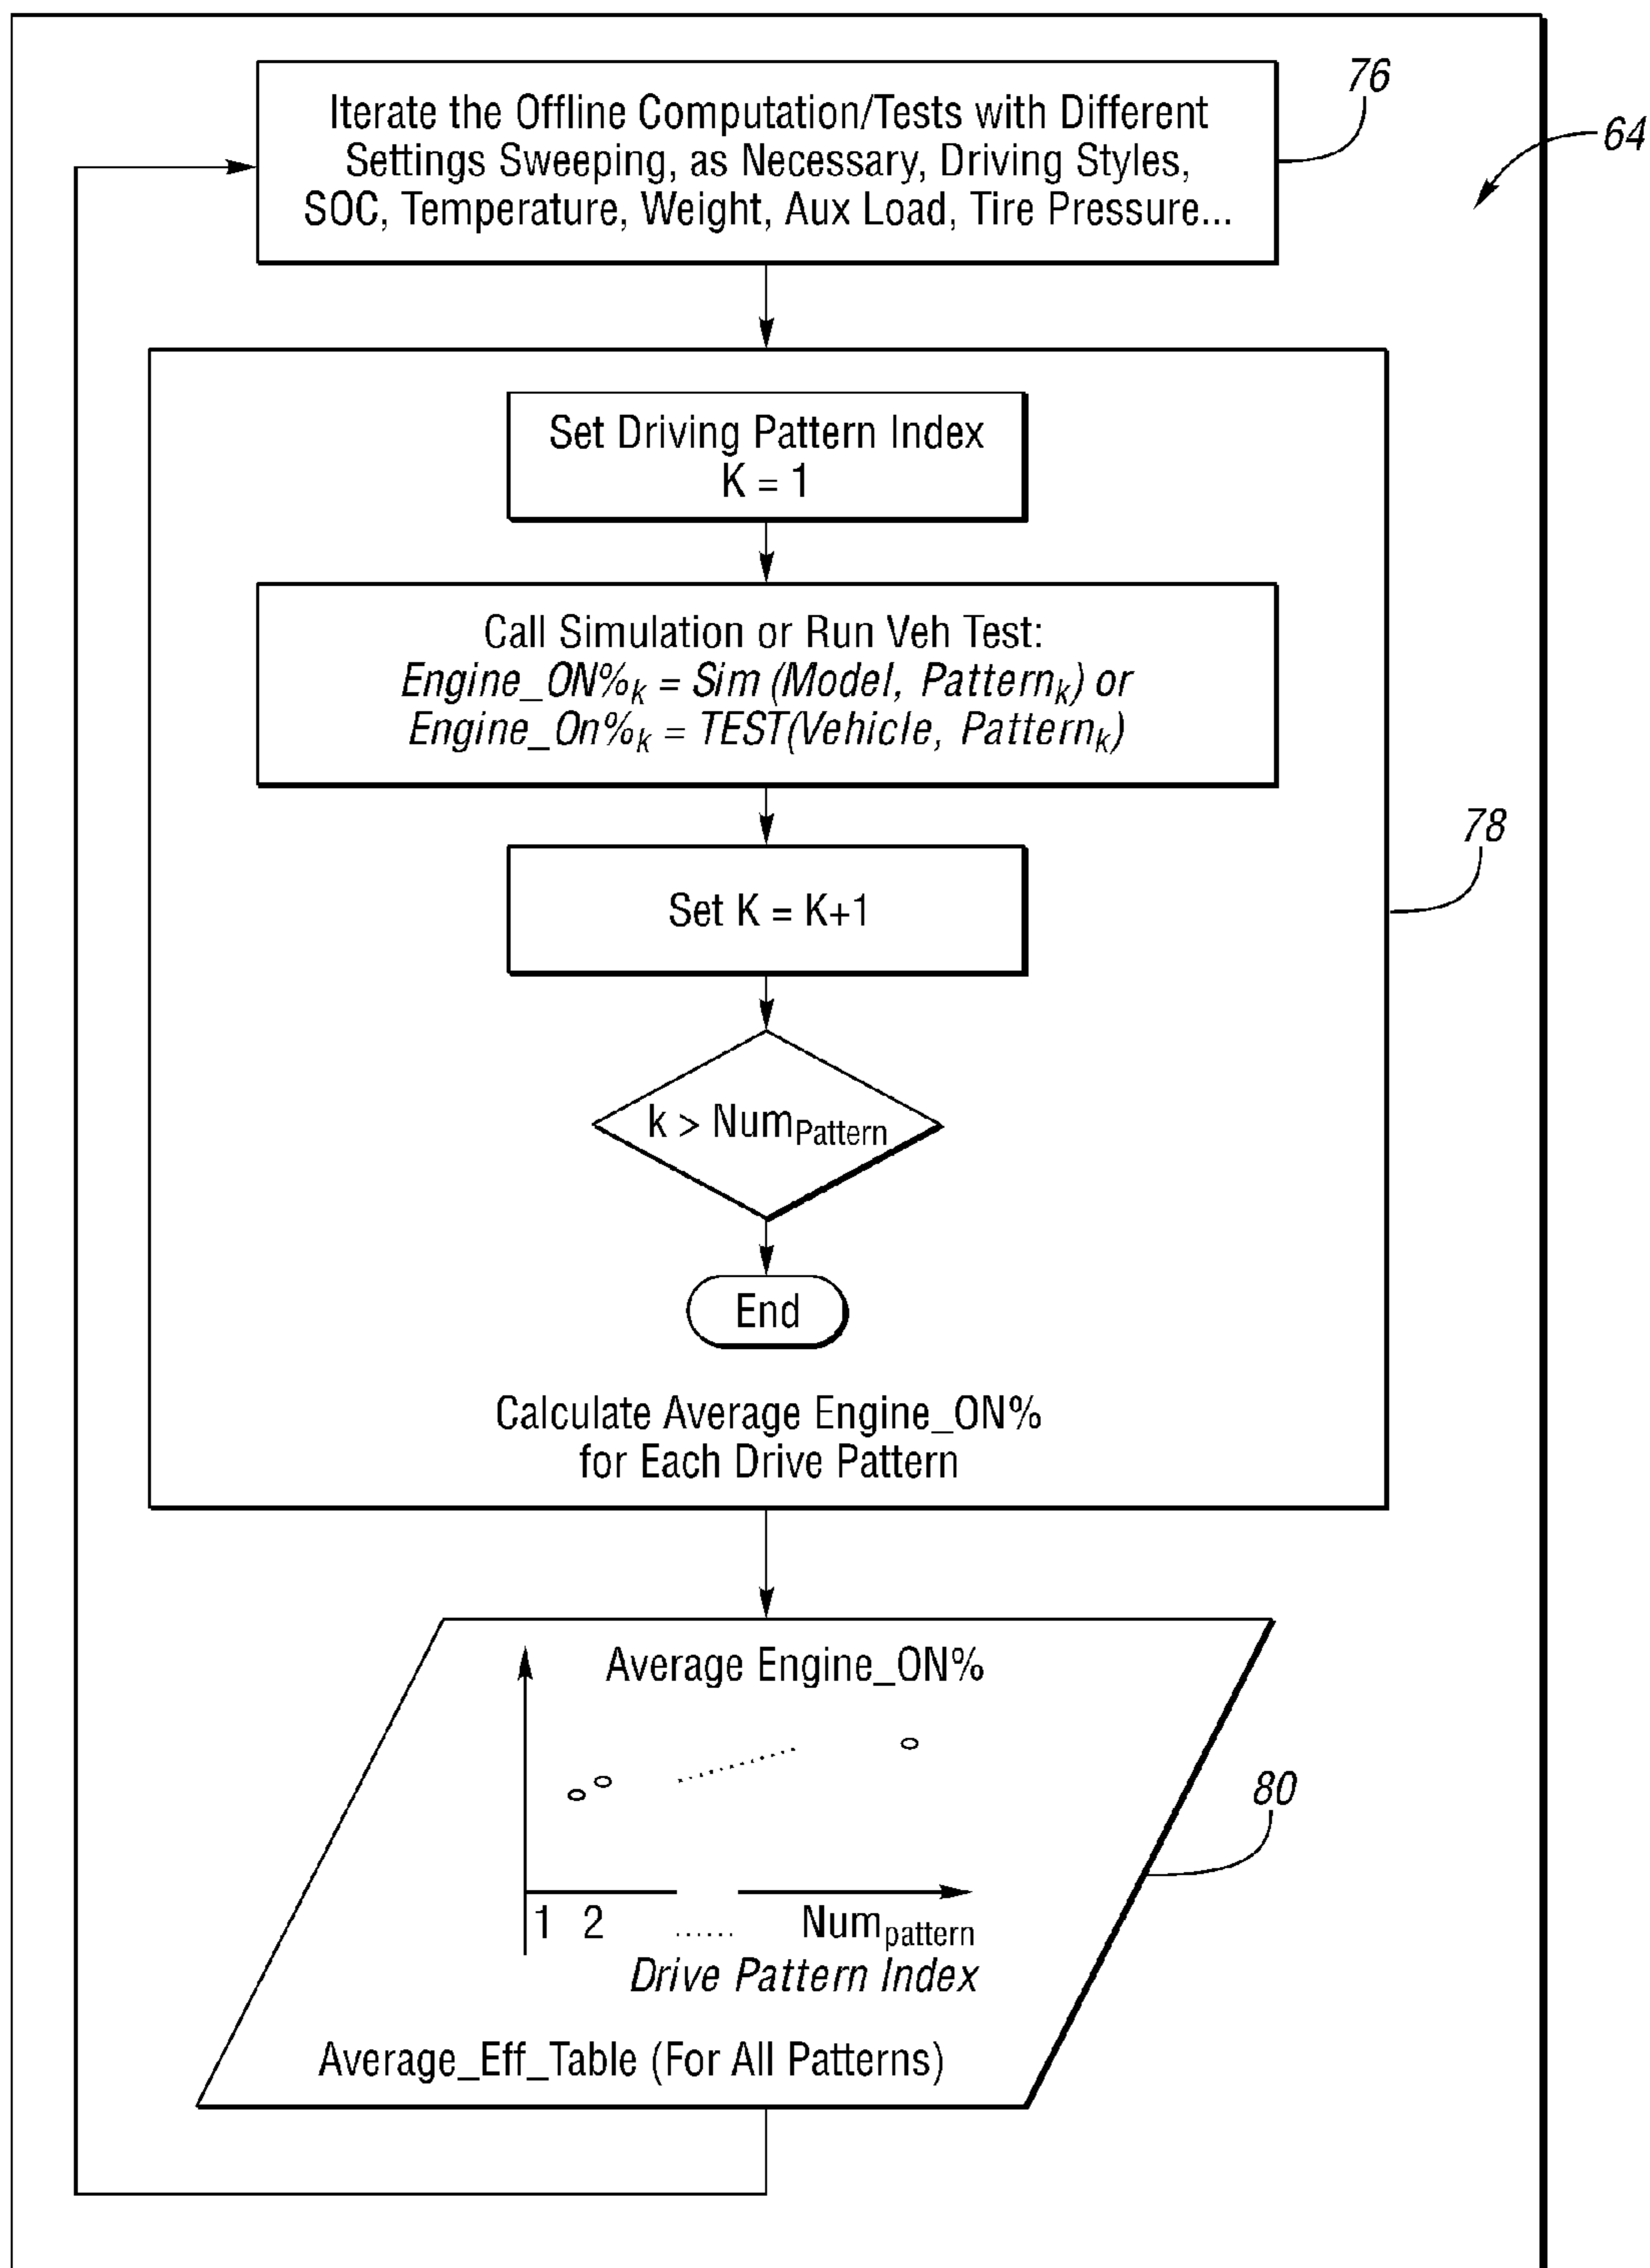 76
Iterate the Offline Computation/Tests with Different
Settings Sweeping, as Necessary, Driving Styles,
SOC, Temperature, Weight, Aux Load, Tire Pressure...
64
Set Driving Pattern Index
K = 1
Call Simulation or Run Veh Test:
Engine_ON%k = Sim (Model, Patternk) or
Engine_On%k = TEST(Vehicle, Patternk)
78
Set K = K+1
k > NumPattern
End
Calculate Average Engine_ON%
for Each Drive Pattern
Average Engine_ON%
80
1 2 ...... Numpattern
Drive Pattern Index
Average_Eff_Table (For All Patterns)